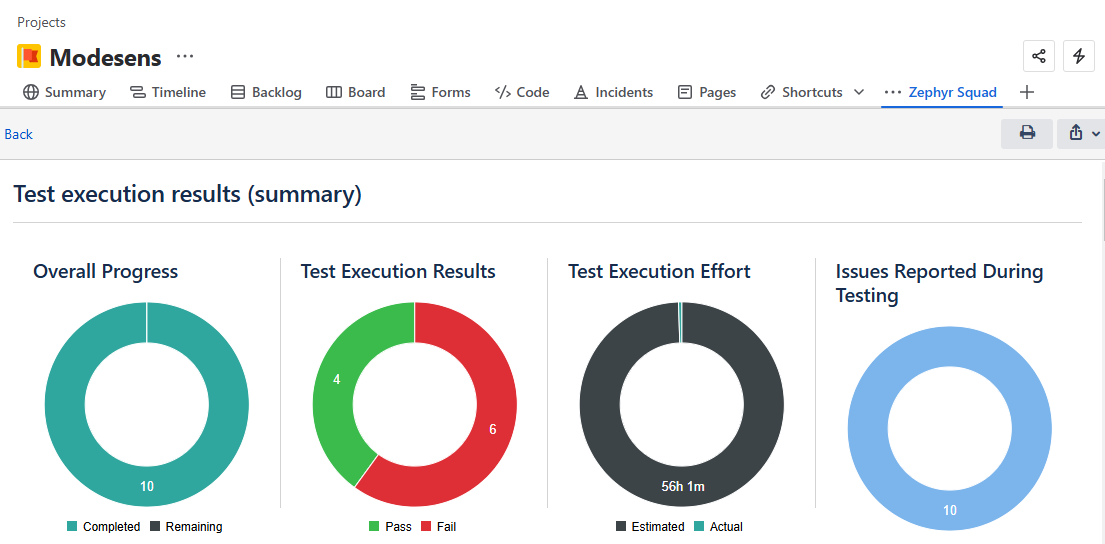 Projects
Modesens
Summary Timeline Backlog Board Forms Code Incidents Pages Shortcuts Zephyr Squad
Back
Test execution results (summary)
Overall Progress
10
Completed Remaining
Test Execution Results
4
6
Pass Fail
Test Execution Effort
56h 1m
Estimated Actual
Issues Reported During
Testing
10